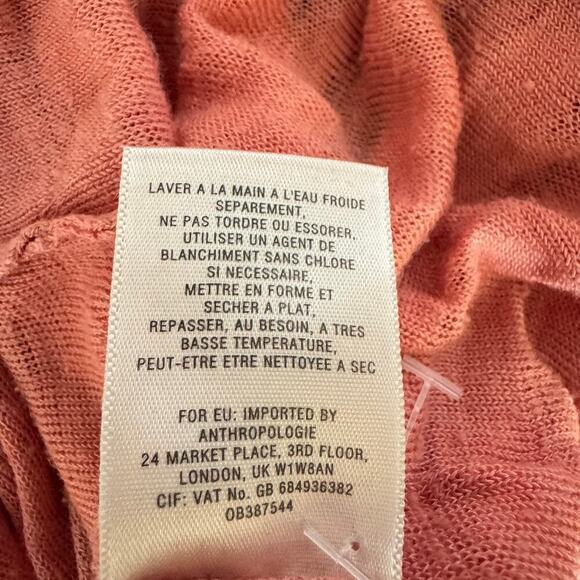 LAVER A LA MAIN A L'EAU FROIDE
SEPAREMENT,
NE PAS TORDRE OU ESSORER,
UTILISER UN AGENT DE
BLANCHIMENT SANS CHLORE
SI NECESSAIRE,
METTRE EN FORME ET
SECHER A PLAT,
REPASSER, AU BESOIN, A TRES
BASSE TEMPERATURE,
PEUT-ETRE ETRE NETTOYEE A SEC
FOR EU: IMPORTED BY
ANTHROPOLOGIE
24 MARKET PLACE, 3RD FLOOR,
LONDON, UK W1W8AN
CIF: VAT No. GB 684936382
OB387544